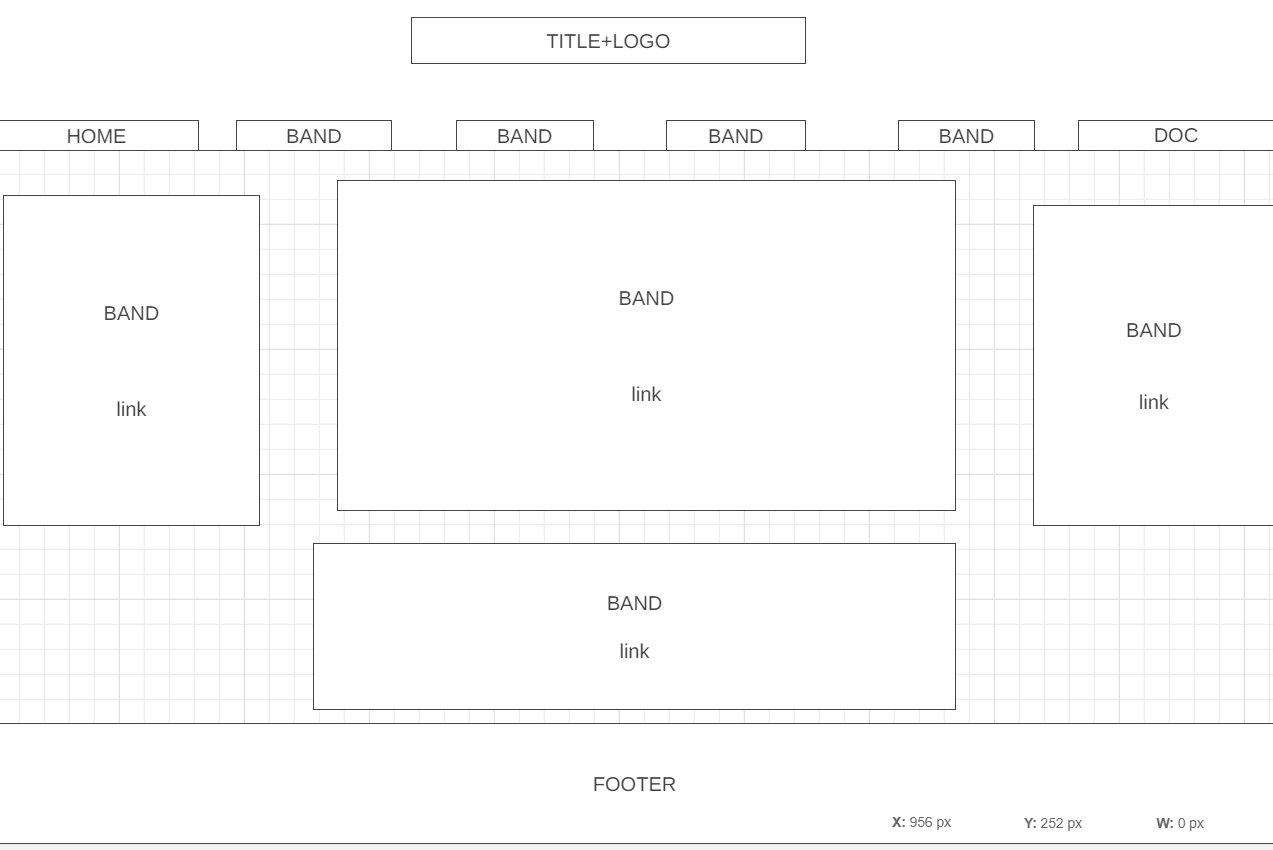 TITLE+LOGO
HOME
BAND
BAND
BAND
BAND
DOC
BAND
link
BAND
link
BAND
link
BAND
link
FOOTER
X: 956 px
Y: 252 px
W: 0 px